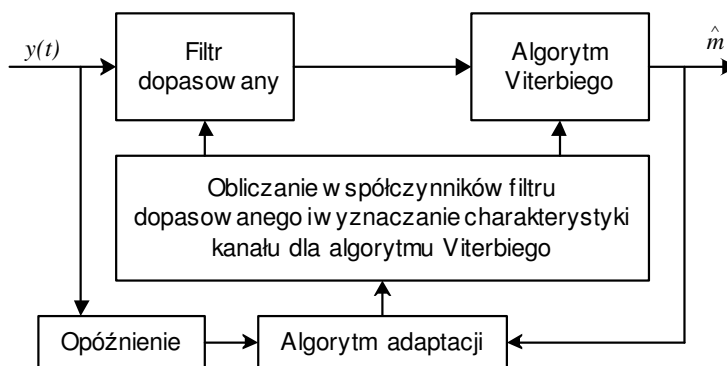 y(t)
Filtr
dopasowany
Algorytm
Viterbiego
^
m
Obliczanie współczynników filtru
dopasowanego i wyznaczanie charakterystyki
kanału dla algorytmu Viterbiego
Opóźnienie
Algorytm adaptacji